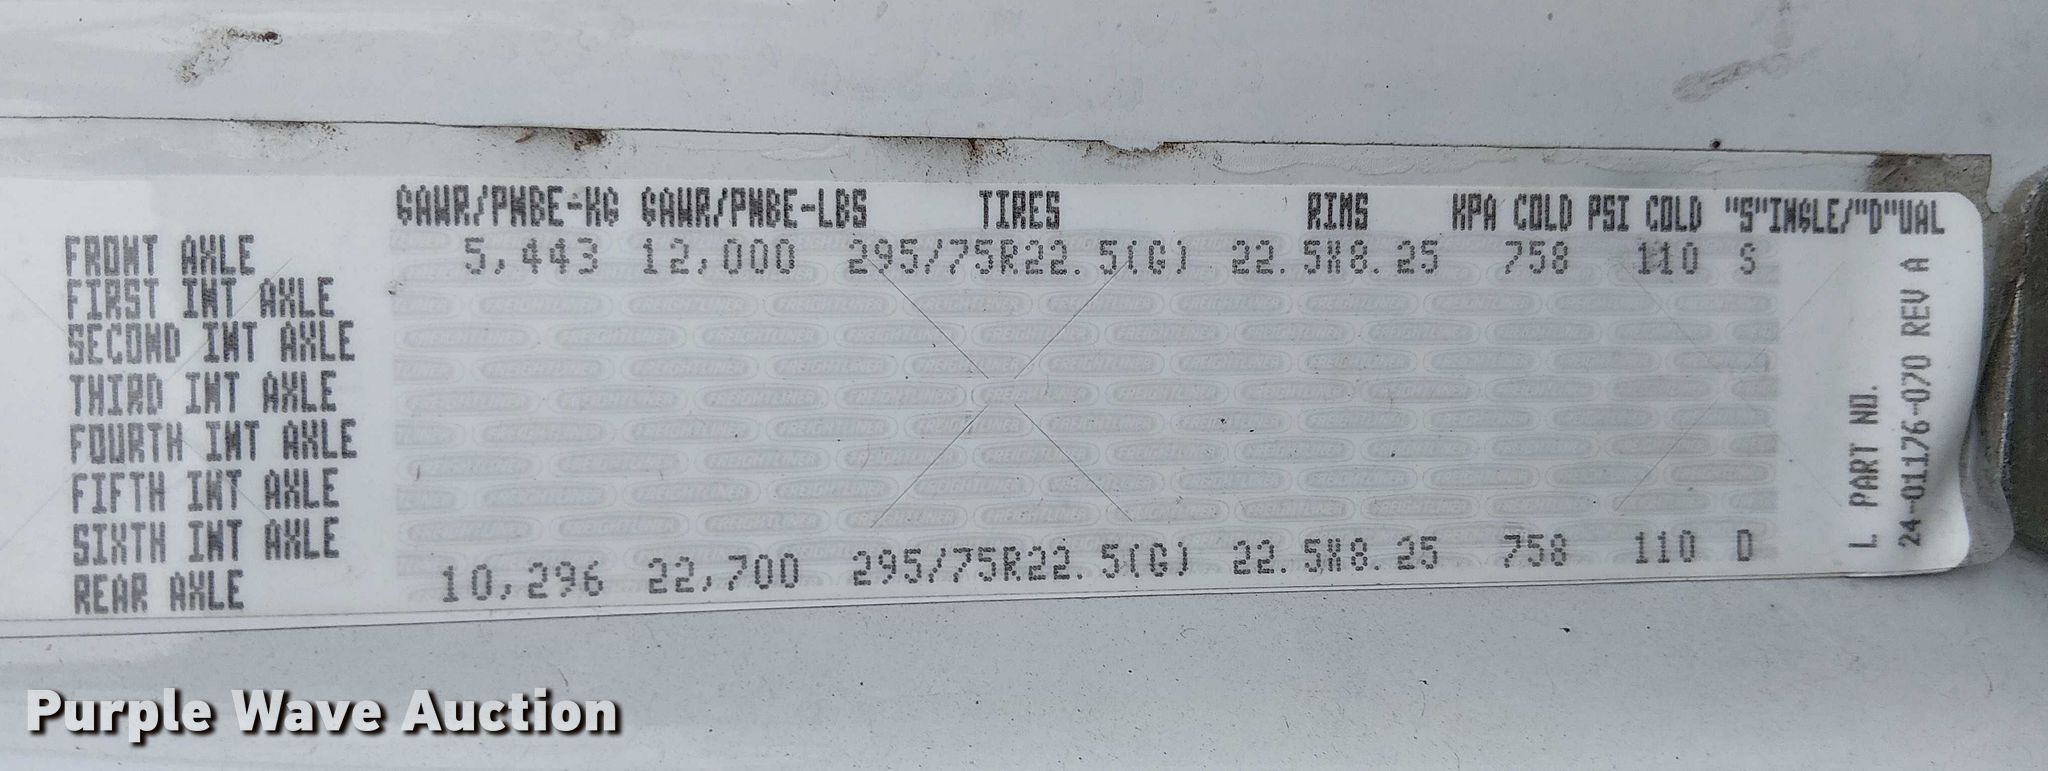 GAWR/PNBE-KG GAWR/PNBE-LBS TIRES RIMS KPA COLD PSI COLD "S"INGLE/"D"UAL
FRONT AXLE 5,443 12,000 295/75R22.5(G) 22.5X8.25 758 110 S
FIRST INT AXLE
SECOND INT AXLE
THIRD INT AXLE
FOURTH INT AXLE
FIFTH INT AXLE
SIXTH INT AXLE
REAR AXLE 10,296 22,700 295/75R22.5(G) 22.5X8.25 758 110 D
L PART NO.
24-01176-070 REV A
Purple Wave Auction